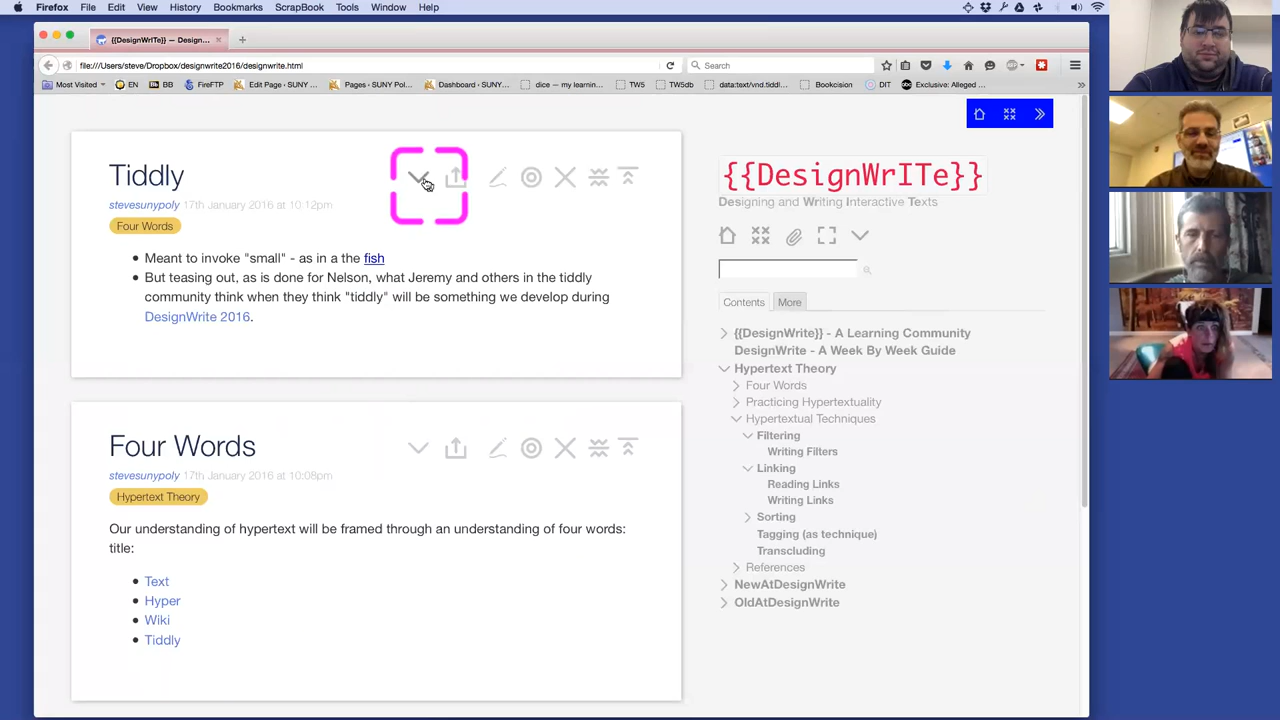 Firefox File Edit View History Bookmarks ScrapBook Tools Window Help
{{DesignWrITe}} — Design...
file:///Users/steve/Dropbox/designwrite2016/designwrite.html
Search
Most Visited EN BB FireFTP Edit Page ‹ SUNY ... Pages ‹ SUNY Pol... Dashboard ‹ SUNY... dice — my learnin... TW5 TW5db data:text/vnd.tiddl... Bookcision DIT Exclusive: Alleged ...
Tiddly
stevesunypoly 17th January 2016 at 10:12pm
Four Words
Meant to invoke "small" - as in a the fish
But teasing out, as is done for Nelson, what Jeremy and others in the tiddly
community think when they think "tiddly" will be something we develop during
DesignWrite 2016.
Four Words
stevesunypoly 17th January 2016 at 10:08pm
Hypertext Theory
Our understanding of hypertext will be framed through an understanding of four words:
title:
Text
Hyper
Wiki
Tiddly
{{DesignWrITe}}
Designing and Writing Interactive Texts
Contents More
{{DesignWrite}} - A Learning Community
DesignWrite - A Week By Week Guide
Hypertext Theory
Four Words
Practicing Hypertextuality
Hypertextual Techniques
Filtering
Writing Filters
Linking
Reading Links
Writing Links
Sorting
Tagging (as technique)
Transcluding
References
NewAtDesignWrite
OldAtDesignWrite